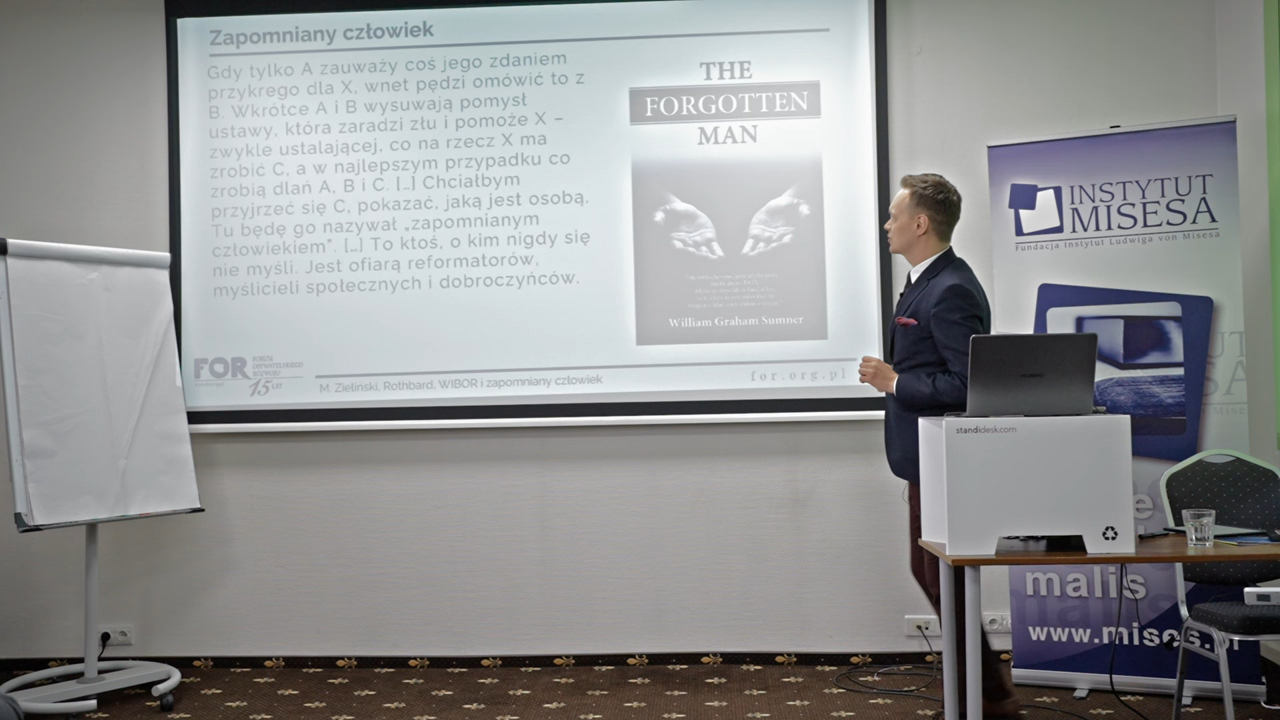 Zapomniany człowiek
Gdy tylko A zauważy coś jego zdaniem
przykrego dla X, wnet pędzi omówić to z
B. Wkrótce A i B wysuwają pomysł
ustawy, która zaradzi złu i pomoże X –
zwykle ustalającej, co na rzecz X ma
zrobić C, a w najlepszym przypadku co
zrobią dlań A, B i C. [...] Chciałbym
przyjrzeć się C, pokazać, jaką jest osobą.
Tu będę go nazywał „zapomnianym
człowiekiem”. [...] To ktoś, o kim nigdy się
nie myśli. Jest ofiarą reformatorów,
myślicieli społecznych i dobroczyńców.
THE
FORGOTTEN
MAN
William Graham Sumner
FOR
FORUM
OBYWATELSKIEGO
ROZWOJU
15 LAT
M. Zieliński, Rothbard, WIBOR i zapomniany człowiek
for.org.pl
INSTYTUT
MISESA
Fundacja Instytut Ludwiga von Misesa
standidesk.com
malis
www.mises.pl